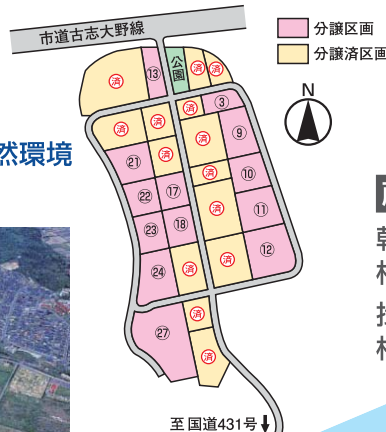 市道古志大野線
分譲区画
分譲済区画
公園
済
⑬
済
済
N
済
済
済
③
済
⑨
㉑
済
済
⑩
㉒
⑰
済
⑪
㉓
⑱
⑫
㉔
済
済
㉗
済
済
然環境
至国道431号